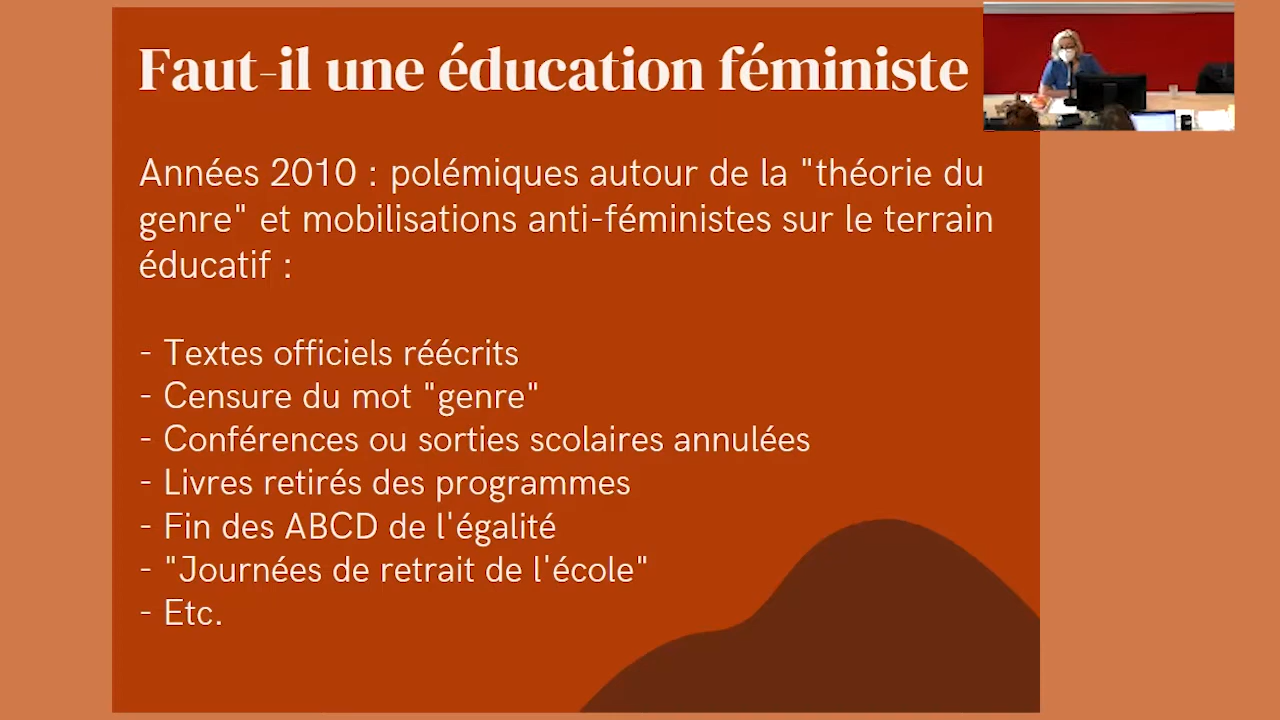 Faut-il une éducation féministe
Années 2010 : polémiques autour de la "théorie du
genre" et mobilisations anti-féministes sur le terrain
éducatif :
- Textes officiels réécrits
- Censure du mot "genre"
- Conférences ou sorties scolaires annulées
- Livres retirés des programmes
- Fin des ABCD de l'égalité
- "Journées de retrait de l'école"
- Etc.